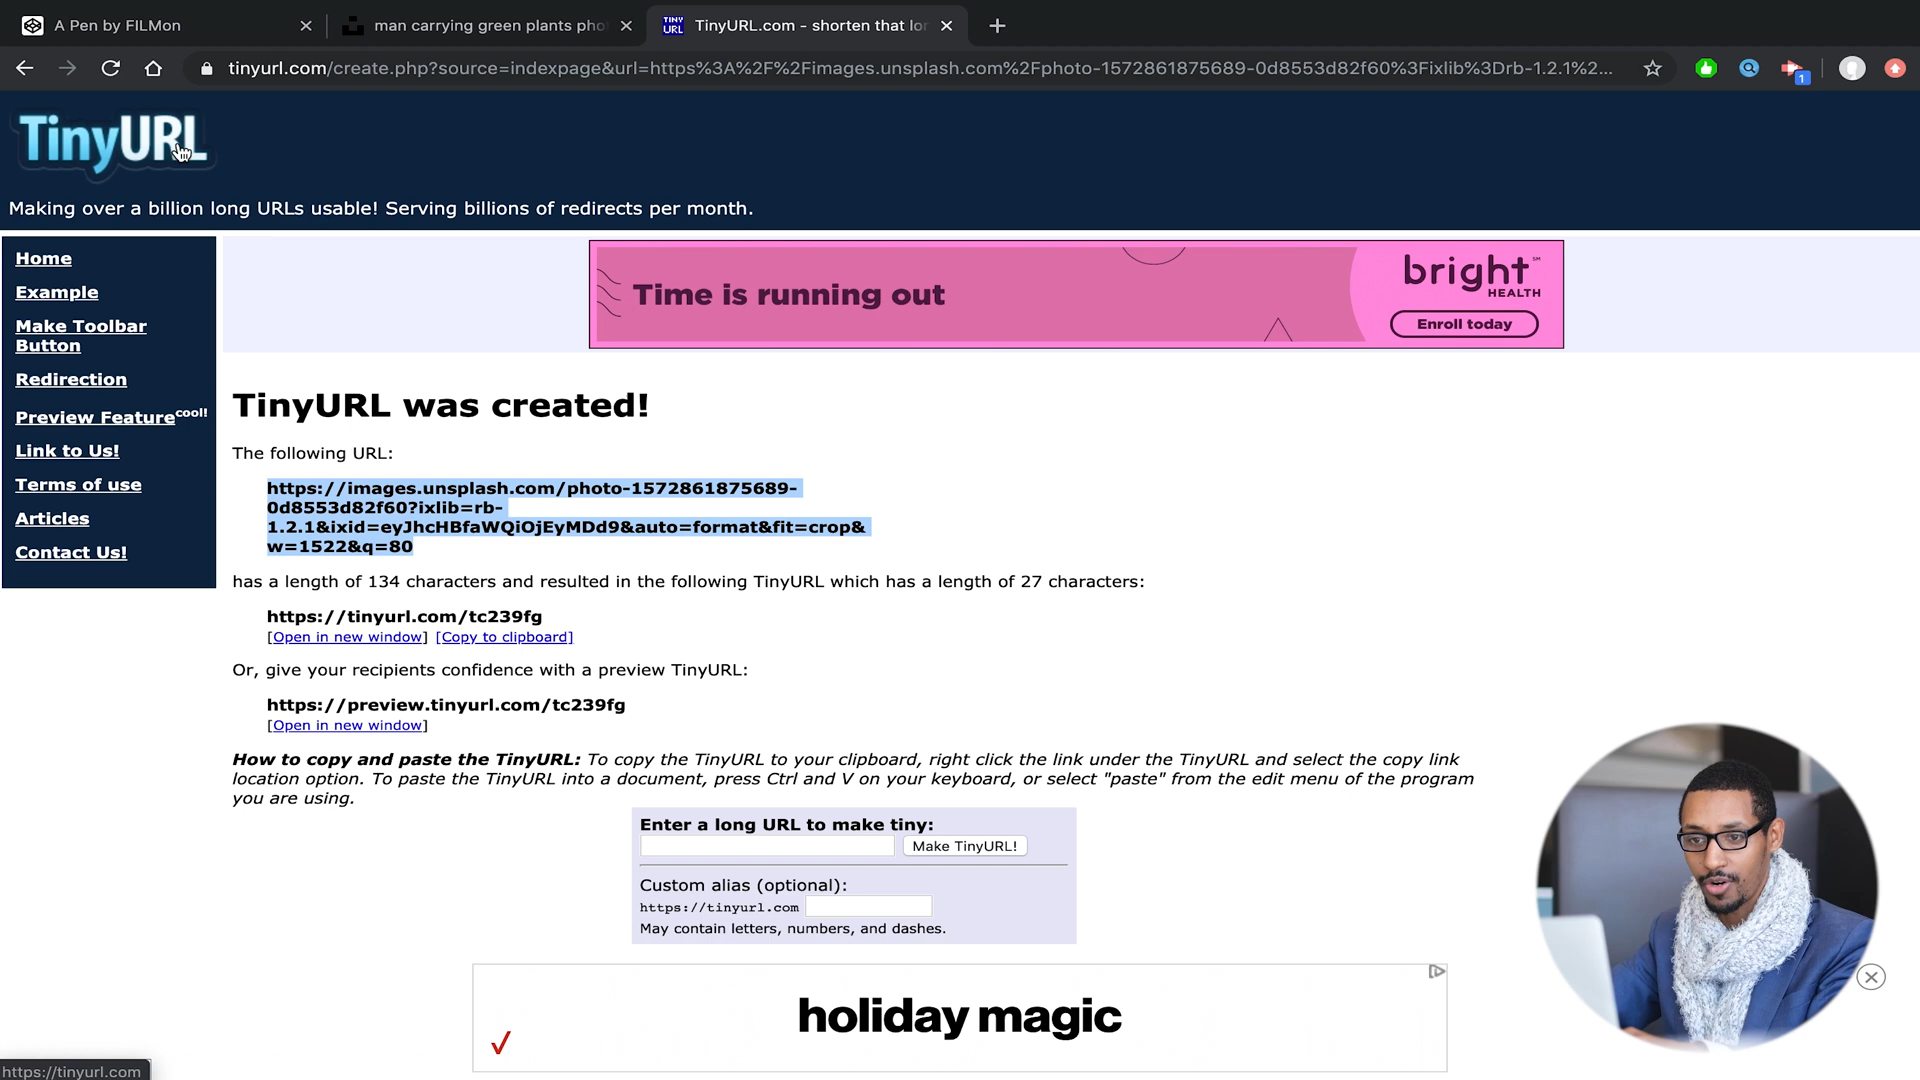 A Pen by FILMon
man carrying green plants pho
TINY URL
TinyURL.com - shorten that lor
tinyurl.com/create.php?source=indexpage&url=https%3A%2F%2Fimages.unsplash.com%2Fphoto-1572861875689-0d8553d82f60%3Fixlib%3Drb-1.2.1%2...
1
TinyURL
Making over a billion long URLs usable! Serving billions of redirects per month.
Home
Example
Make Toolbar
Button
Redirection
Preview Featurecool!
Link to Us!
Terms of use
Articles
Contact Us!
Time is running out
bright SM
HEALTH
Enroll today
TinyURL was created!
The following URL:
https://images.unsplash.com/photo-1572861875689-
0d8553d82f60?ixlib=rb-
1.2.1&ixid=eyJhcHBfaWQiOjEyMDd9&auto=format&fit=crop&
w=1522&q=80
has a length of 134 characters and resulted in the following TinyURL which has a length of 27 characters:
https://tinyurl.com/tc239fg
[Open in new window] [Copy to clipboard]
Or, give your recipients confidence with a preview TinyURL:
https://preview.tinyurl.com/tc239fg
[Open in new window]
How to copy and paste the TinyURL: To copy the TinyURL to your clipboard, right click the link under the TinyURL and select the copy link
location option. To paste the TinyURL into a document, press Ctrl and V on your keyboard, or select "paste" from the edit menu of the program
you are using.
Enter a long URL to make tiny:
Make TinyURL!
Custom alias (optional):
https://tinyurl.com
May contain letters, numbers, and dashes.
holiday magic
https://tinyurl.com